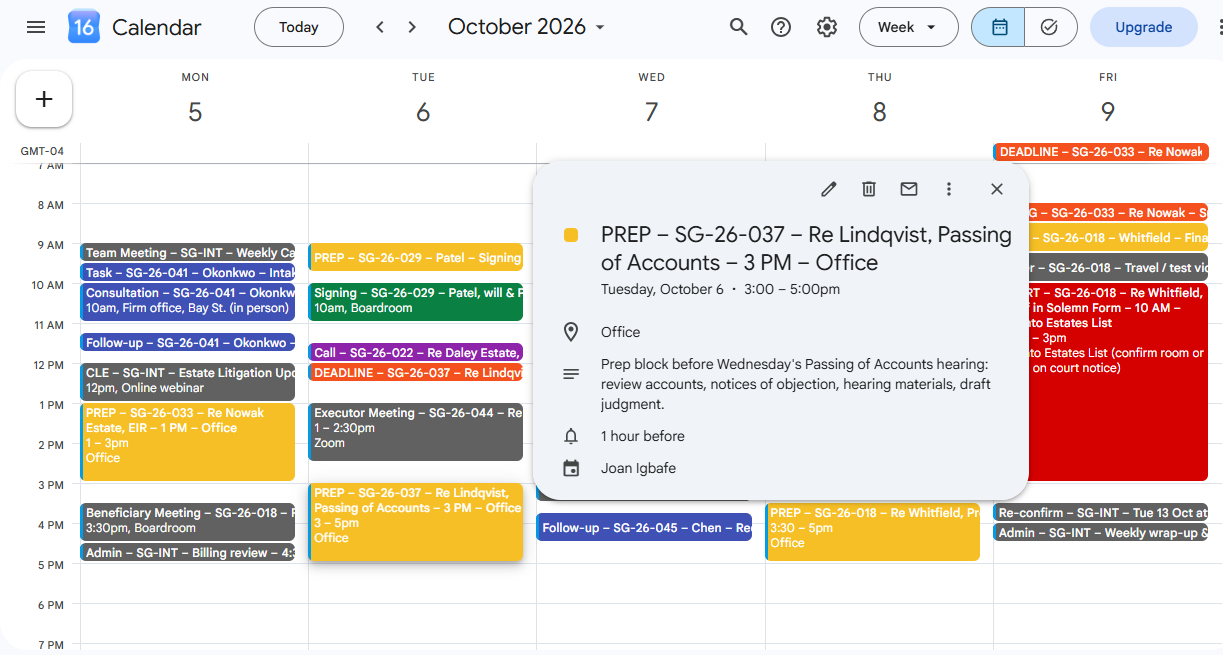 16 Calendar Today October 2026 Week Upgrade
MON TUE WED THU FRI
5 6 7 8 9
GMT-04
7 AM
8 AM
9 AM
10 AM
11 AM
12 PM
1 PM
2 PM
3 PM
4 PM
5 PM
6 PM
7 PM
Team Meeting – SG-INT – Weekly
Task – SG-26-041 – Okonkwo –
Consultation – SG-26-041 –
10am, Firm office, Bay St. (in person)
Follow-up – SG-26-041 – Okonkwo –
CLE – SG-INT – Estate Litigation
12pm, Online webinar
PREP – SG-26-033 – Re Nowak
Estate, EIR – 1 PM – Office
1 – 3pm
Office
Beneficiary Meeting – SG-26-018 –
3:30pm, Boardroom
Admin – SG-INT – Billing review –
PREP – SG-26-029 – Patel – Signing
Signing – SG-26-029 – Patel, will &
10am, Boardroom
Call – SG-26-022 – Re Daley Estate,
DEADLINE – SG-26-037 – Re
Executor Meeting – SG-26-044 – Re
1 – 2:30pm
Zoom
PREP – SG-26-037 – Re Lindqvist,
Passing of Accounts – 3 PM – Office
3 – 5pm
Office
PREP – SG-26-037 – Re Lindqvist, Passing
of Accounts – 3 PM – Office
Tuesday, October 6 · 3:00 – 5:00pm
Office
Prep block before Wednesday's Passing of Accounts hearing:
review accounts, notices of objection, hearing materials, draft
judgment.
1 hour before
Joan Igbafe
Follow-up – SG-26-045 – Chen –
PREP – SG-26-018 – Re Whitfield,
3:30 – 5pm
Office
DEADLINE – SG-26-033 – Re Nowak
– SG-26-033 – Re Nowak –
– SG-26-018 – Whitfield –
– SG-26-018 – Travel / test
– SG-26-018 – Re Whitfield,
in Solemn Form – 10 AM –
Estates List
– 3pm
Estates List (confirm room or
on court notice)
Re-confirm – SG-INT – Tue 13 Oct at
Admin – SG-INT – Weekly wrap-up &